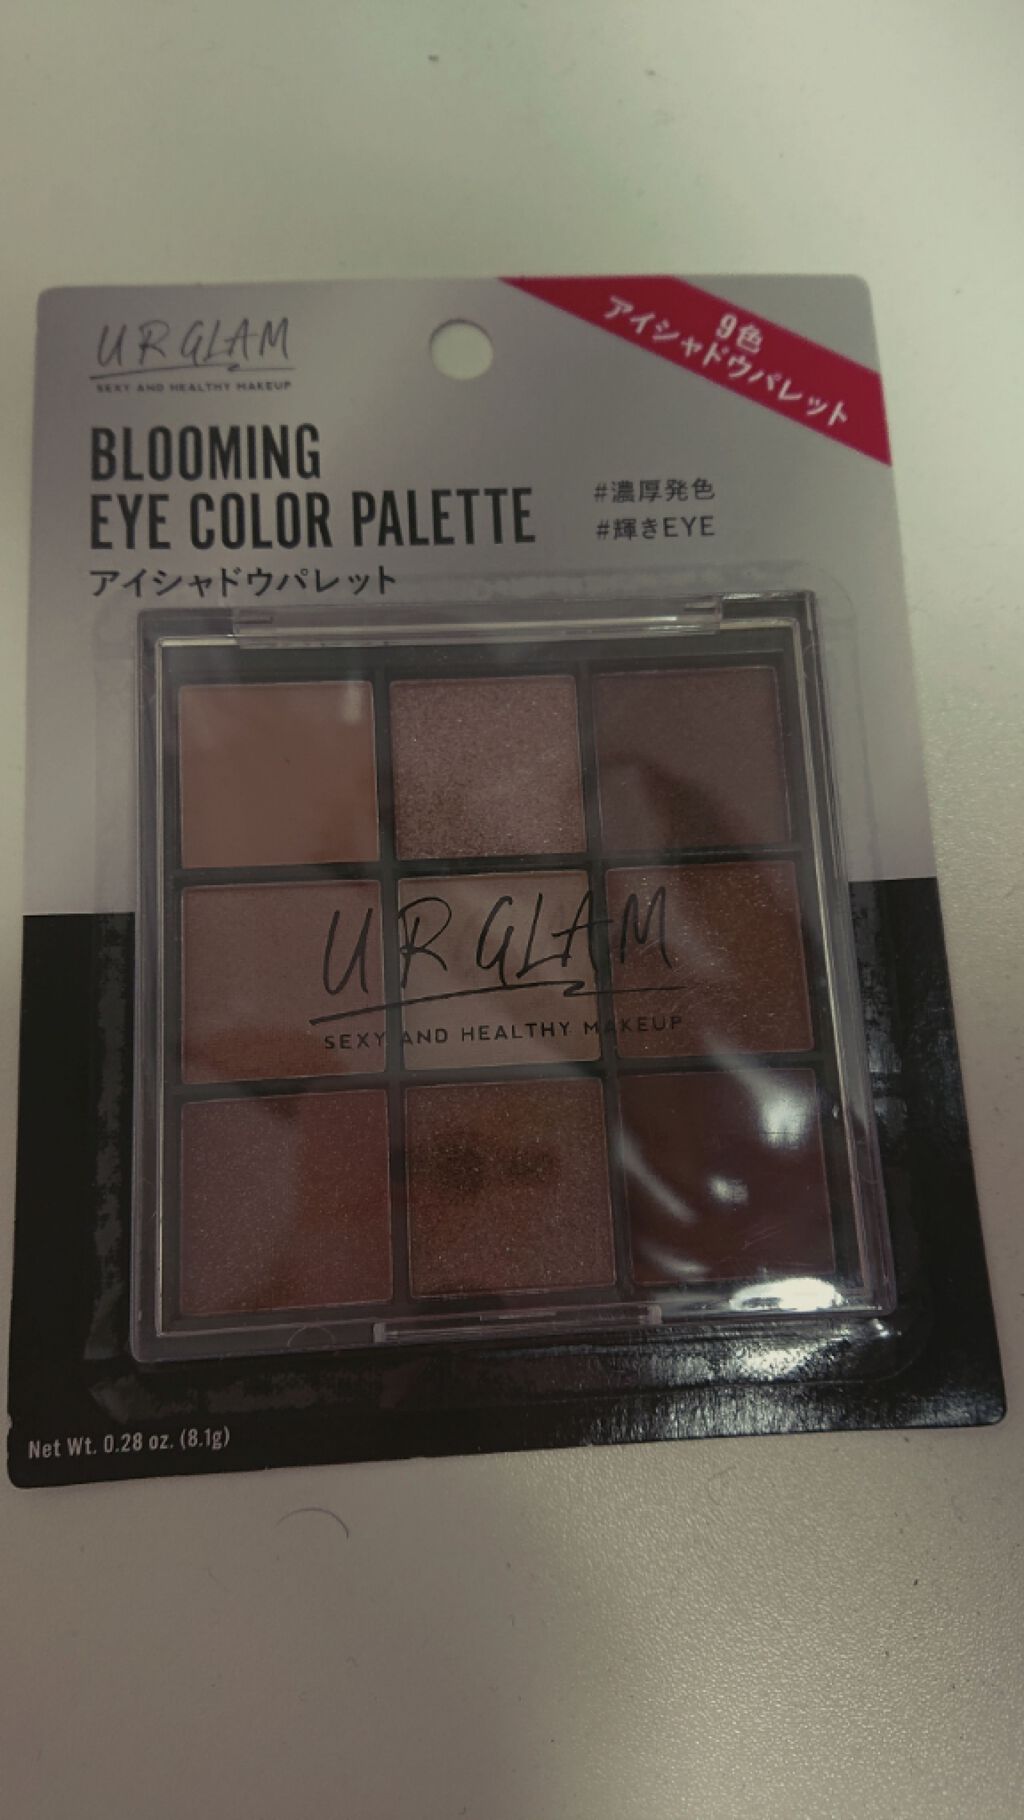 UR GLAM
SEXY AND HEALTHY MAKEUP
9色
アイシャドウパレット
BLOOMING
EYE COLOR PALETTE
アイシャドウパレット
#濃厚発色
#輝きEYE
UR GLAM
SEXY AND HEALTHY MAKEUP
Net Wt. 0.28 oz. (8.1g)